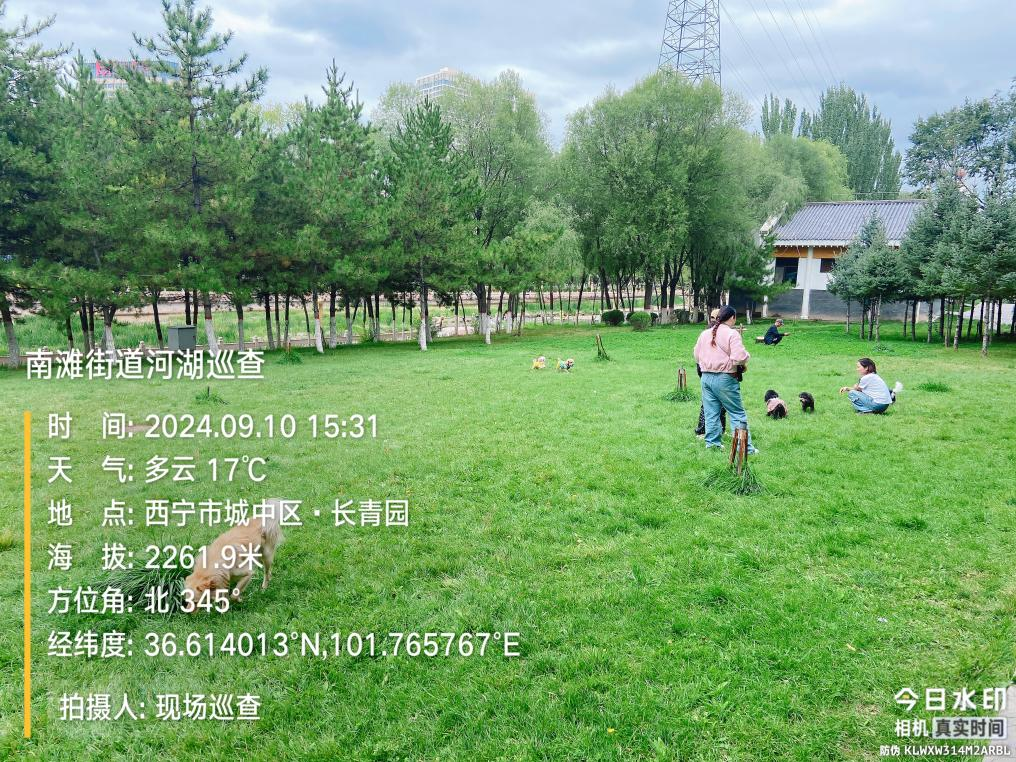 南滩街道河湖巡查
时 间: 2024.09.10 15:31
天 气: 多云 17℃
地 点: 西宁市城中区·长青园
海 拔: 2261.9米
方位角: 北 345°
经纬度: 36.614013°N,101.765767°E
拍摄人: 现场巡查
今日水印
相机 真实时间
防伪 KLWXW314M2ARBL